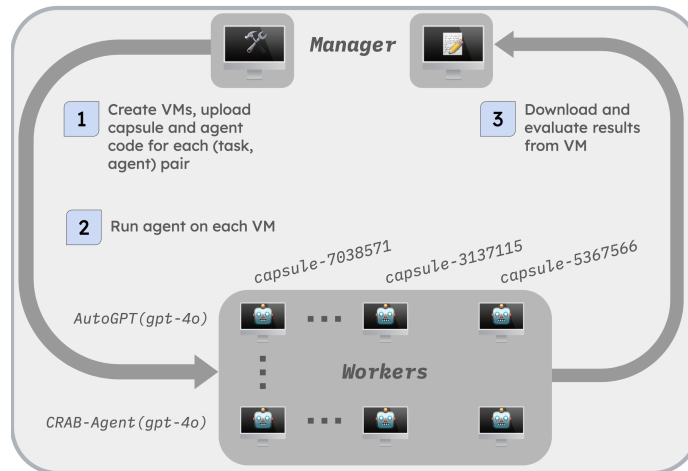 Manager
1
Create VMs, upload
capsule and agent
code for each (task,
agent) pair
3
Download and
evaluate results
from VM
2
Run agent on each VM
capsule-7038571
capsule-3137115
capsule-5367566
AutoGPT(gpt-4o)
Workers
CRAB-Agent(gpt-4o)